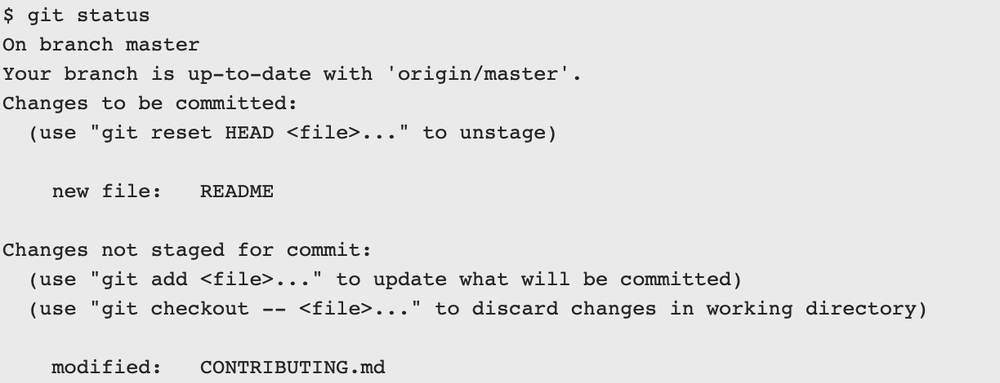 $ git status
On branch master
Your branch is up-to-date with 'origin/master'.
Changes to be committed:
  (use "git reset HEAD <file>..." to unstage)

    new file:   README

Changes not staged for commit:
  (use "git add <file>..." to update what will be committed)
  (use "git checkout -- <file>..." to discard changes in working directory)

    modified:   CONTRIBUTING.md